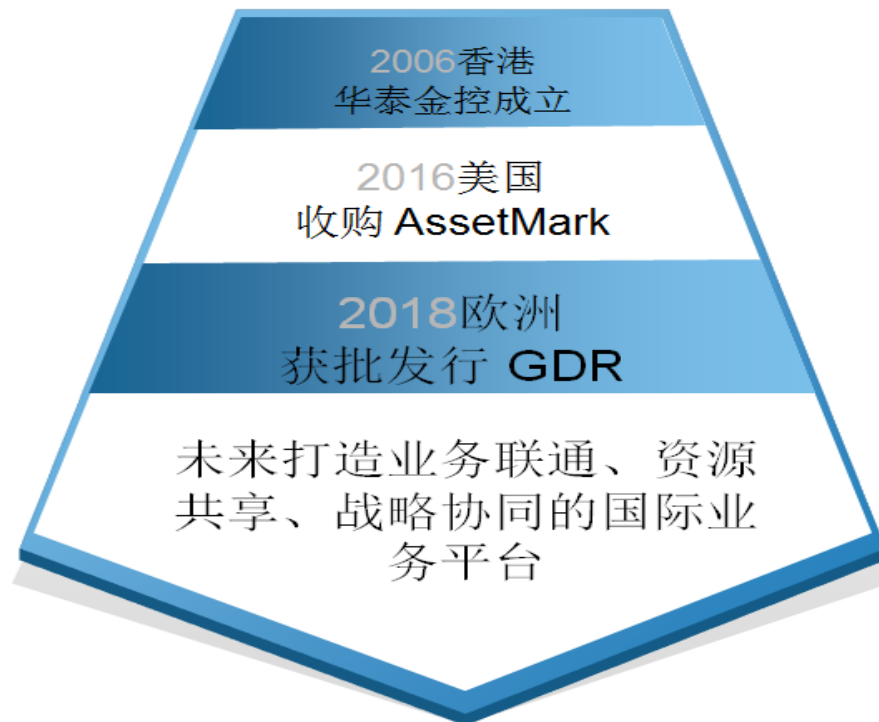 2006香港
华泰金控成立
2016美国
收购 AssetMark
2018欧洲
获批发行 GDR
未来打造业务联通、资源
共享、战略协同的国际业
务平台